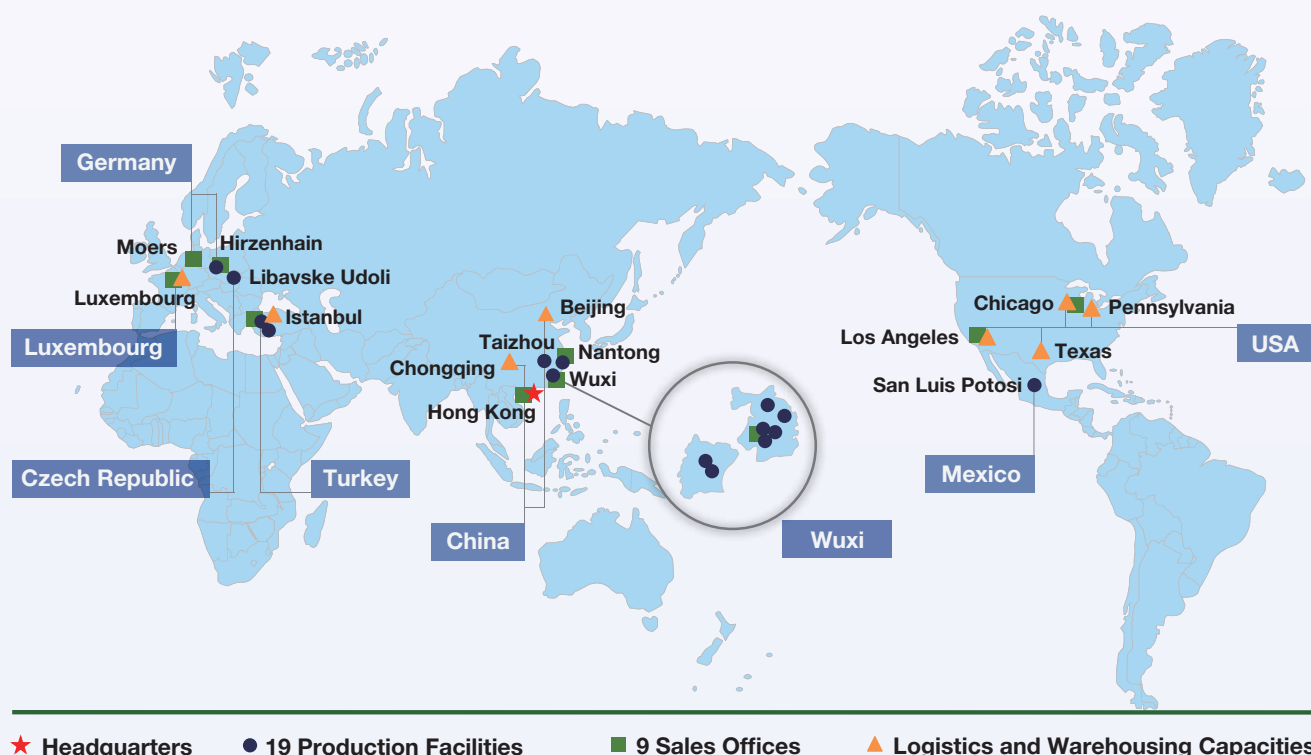 Germany
Moers
Hirzenhain
Libavske Udoli
Luxembourg
Istanbul
Luxembourg
Czech Republic
Turkey
Beijing
Taizhou
Nantong
Chongqing
Wuxi
Hong Kong
China
Wuxi
Chicago
Pennsylvania
Los Angeles
Texas
USA
San Luis Potosi
Mexico
Headquarters
19 Production Facilities
9 Sales Offices
Logistics and Warehousing Capacities